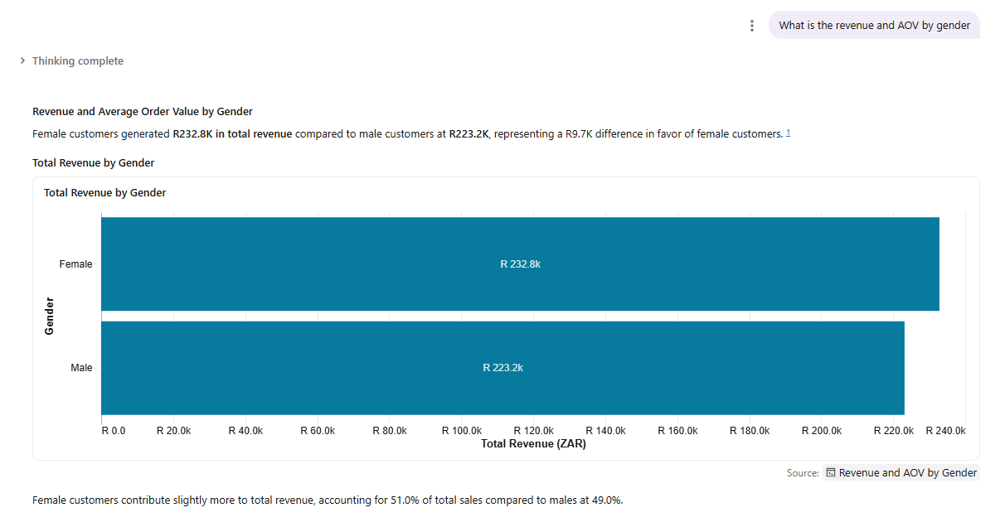 What is the revenue and AOV by gender
Thinking complete
Revenue and Average Order Value by Gender
Female customers generated R232.8K in total revenue compared to male customers at R223.2K, representing a R9.7K difference in favor of female customers. 1
Total Revenue by Gender
Total Revenue by Gender
Gender
Female
R 232.8k
Male
R 223.2k
R 0.0 R 20.0k R 40.0k R 60.0k R 80.0k R 100.0k R 120.0k R 140.0k R 160.0k R 180.0k R 200.0k R 220.0k R 240.0k
Total Revenue (ZAR)
Source: Revenue and AOV by Gender
Female customers contribute slightly more to total revenue, accounting for 51.0% of total sales compared to males at 49.0%.